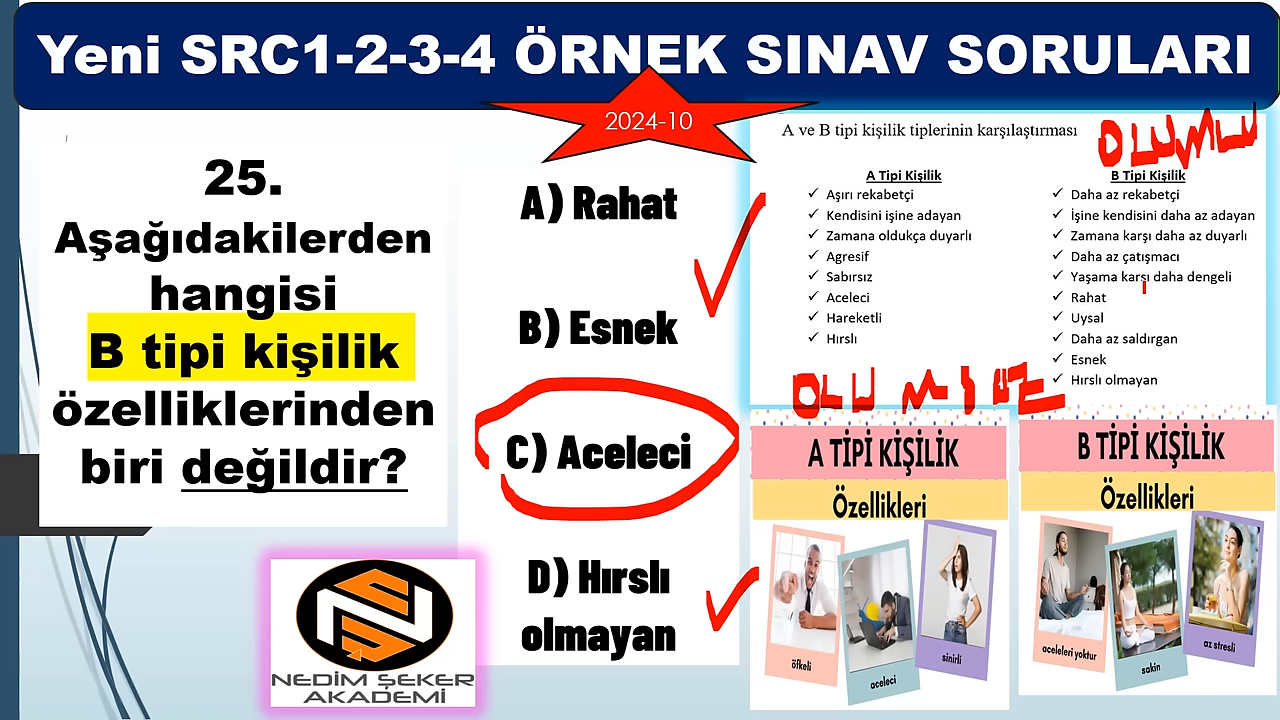 Yeni SRC1-2-3-4 ÖRNEK SINAV SORULARI
2024-10
25.
Aşağıdakilerden
hangisi
B tipi kişilik
özelliklerinden
biri değildir?
A) Rahat
B) Esnek
C) Aceleci
D) Hırslı
olmayan
A ve B tipi kişilik tiplerinin karşılaştırması
OLUMLU
A Tipi Kişilik
Aşırı rekabetçi
Kendisini işine adayan
Zamana oldukça duyarlı
Agresif
Sabırsız
Aceleci
Hareketli
Hırslı
B Tipi Kişilik
Daha az rekabetçi
İşine kendisini daha az adayan
Zamana karşı daha az duyarlı
Daha az çatışmacı
Yaşama karşı daha dengeli
Rahat
Uysal
Daha az saldırgan
Esnek
Hırslı olmayan
A TİPİ KİŞİLİK
Özellikleri
öfkeli
aceleci
sinirli
B TİPİ KİŞİLİK
Özellikleri
aceleleri yoktur
sakin
az stresli
NEDİM ŞEKER
AKADEMİ